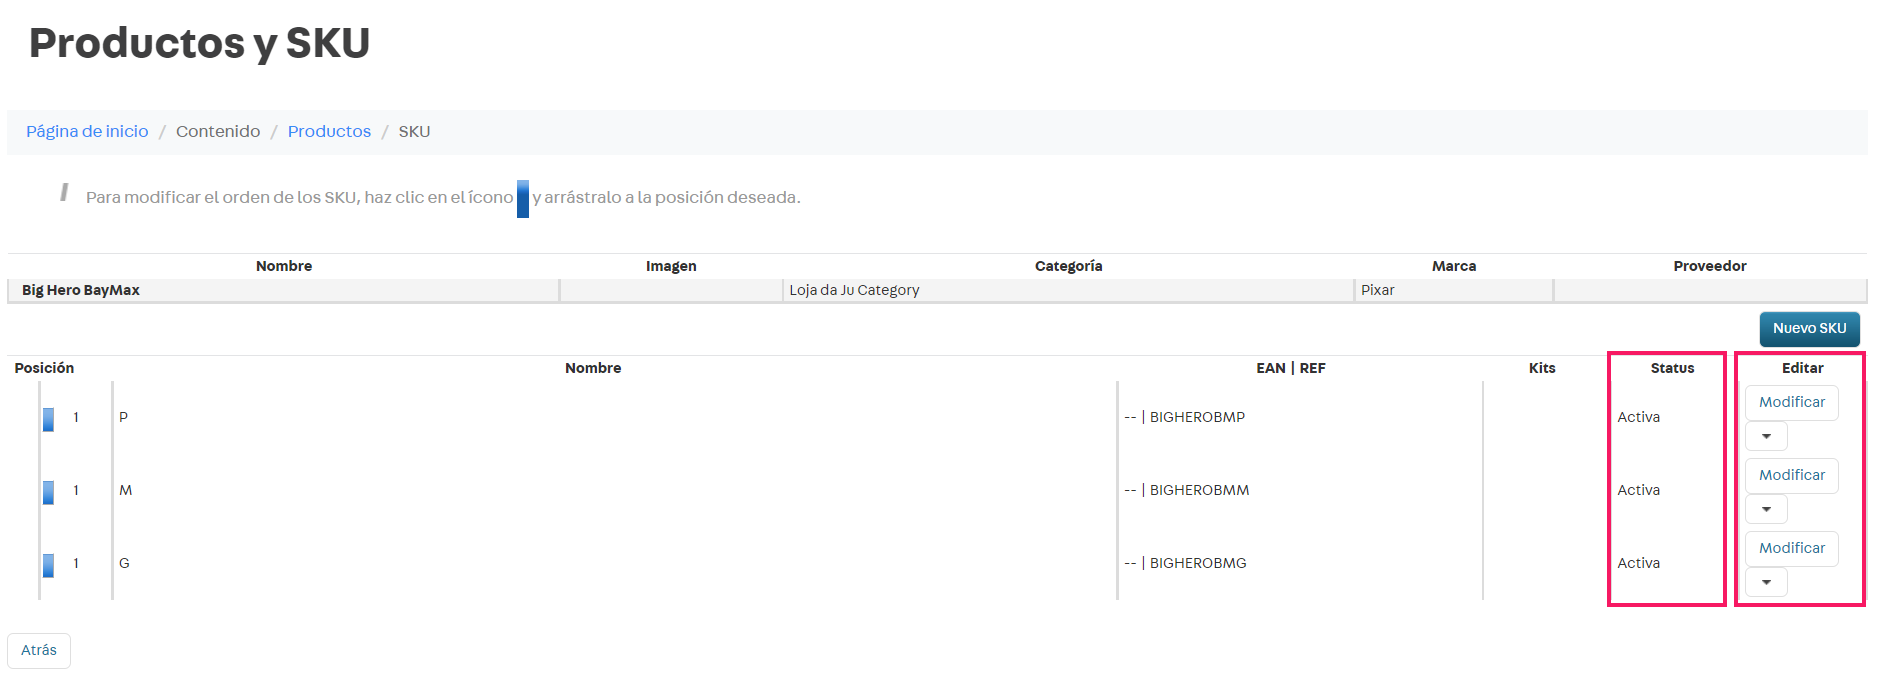 Productos y SKU
Página de inicio / Contenido / Productos / SKU
Para modificar el orden de los SKU, haz clic en el ícono y arrástralo a la posición deseada.
Nombre Imagen Categoría Marca Proveedor
Big Hero BayMax Loja da Ju Category Pixar
Nuevo SKU
Posición Nombre EAN | REF Kits Status Editar
1 P -- | BIGHEROBMP Activa Modificar
1 M -- | BIGHEROBMM Activa Modificar
1 G -- | BIGHEROBMG Activa Modificar
Atrás